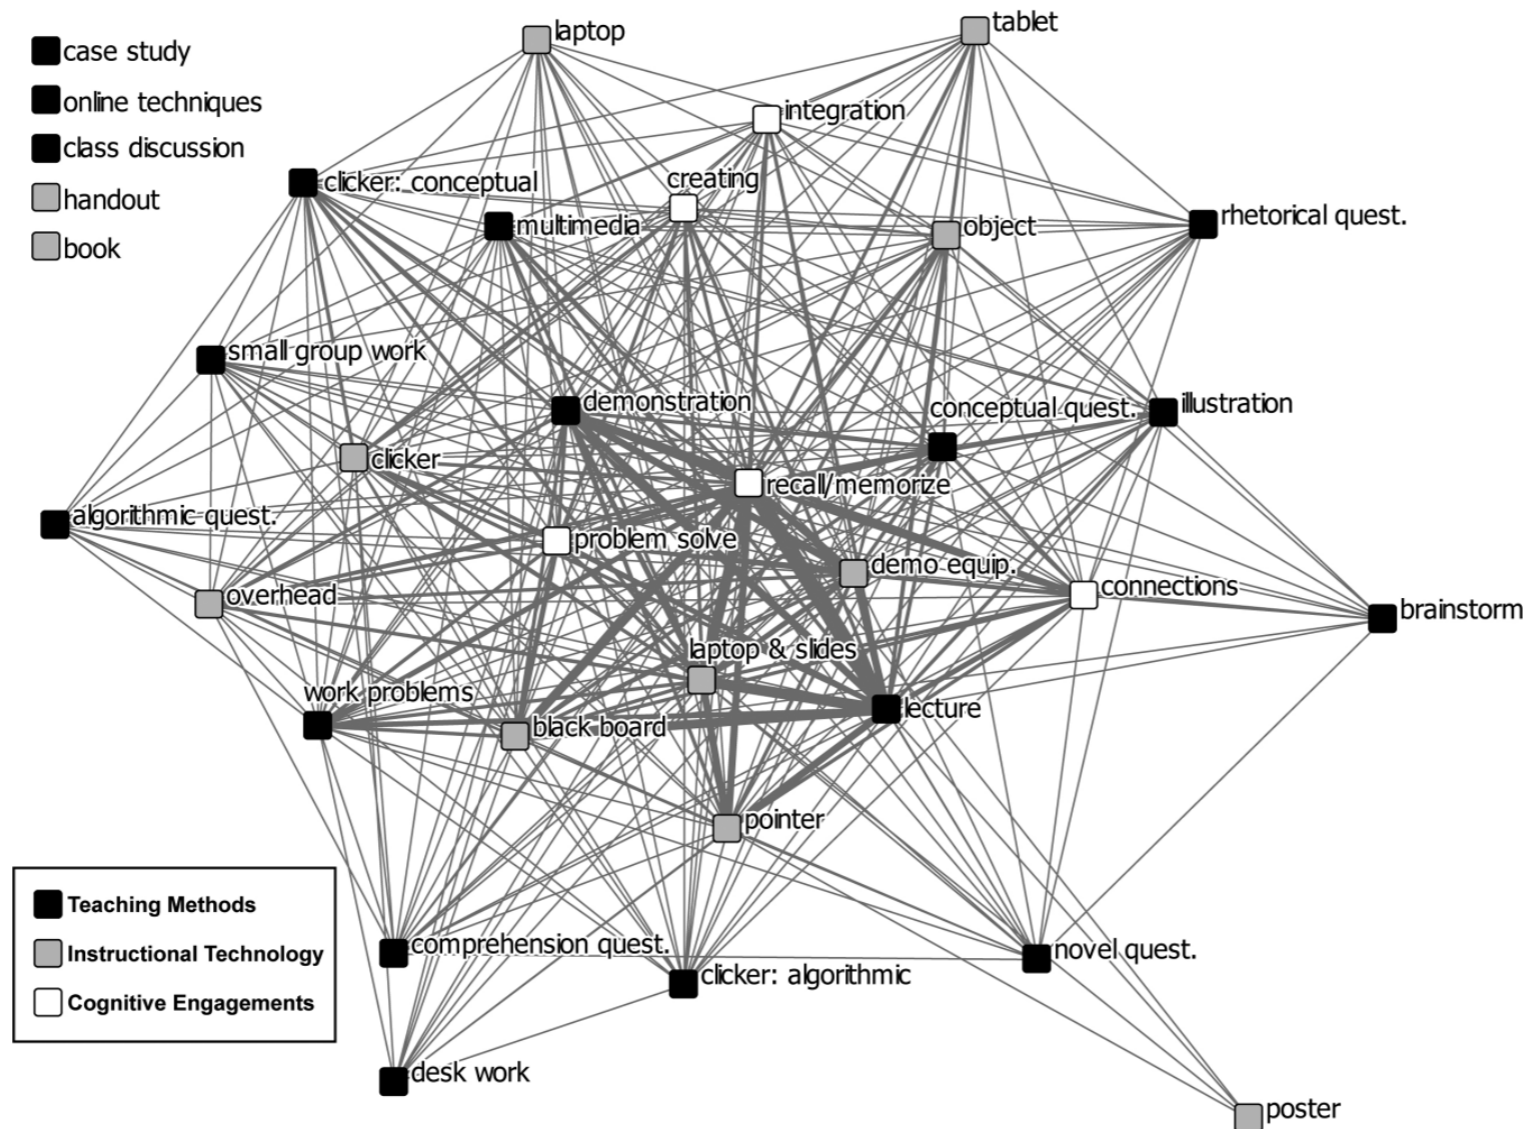 laptop
tablet
case study
online techniques
integration
class discussion
creating
clicker: conceptual
handout
multimedia
object
rhetorical quest.
book
small group work
demonstration
conceptual quest.
illustration
clicker
recall/memorize
algorithmic quest.
problem solve
demo equip.
connections
overhead
brainstorm
laptop & slides
work problems
lecture
black board
pointer
Teaching Methods
Instructional Technology
Cognitive Engagements
comprehension quest.
clicker: algorithmic
novel quest.
desk work
poster